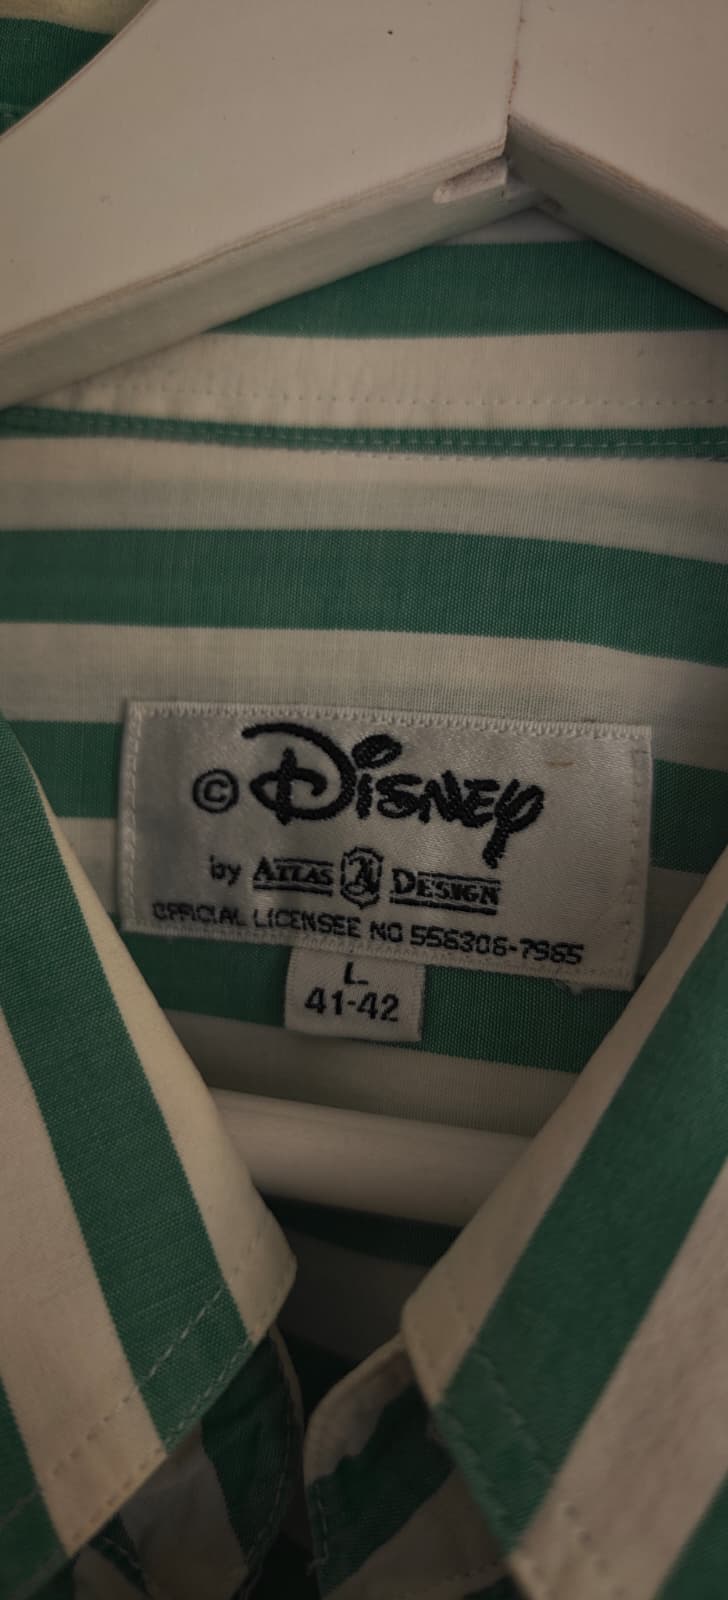 © Disney
by Atlas Design
OFFICIAL LICENSEE NO 556306-7965
L
41-42